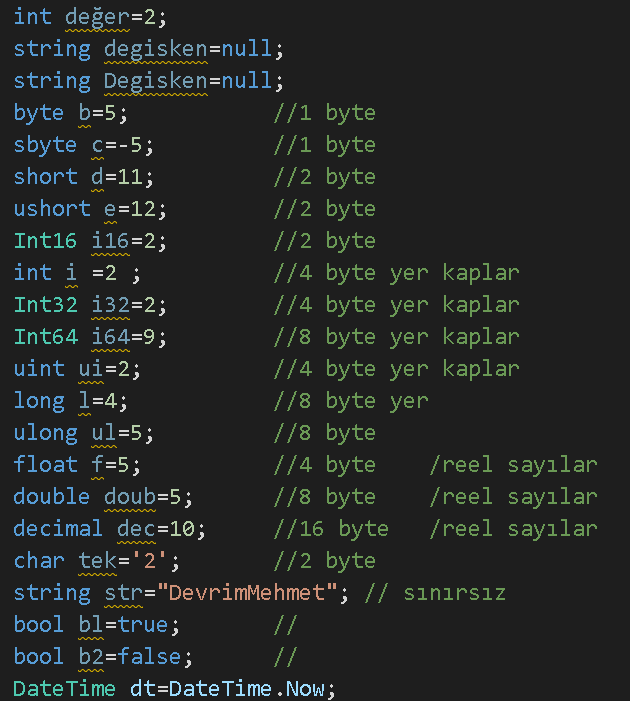 int değer=2;
string degisken=null;
string Degisken=null;
byte b=5; //1 byte
sbyte c=-5; //1 byte
short d=11; //2 byte
ushort e=12; //2 byte
Int16 i16=2; //2 byte
int i =2 ; //4 byte yer kaplar
Int32 i32=2; //4 byte yer kaplar
Int64 i64=9; //8 byte yer kaplar
uint ui=2; //4 byte yer kaplar
long l=4; //8 byte yer
ulong ul=5; //8 byte
float f=5; //4 byte /reel sayılar
double doub=5; //8 byte /reel sayılar
decimal dec=10; //16 byte /reel sayılar
char tek='2'; //2 byte
string str="DevrimMehmet"; // sınırsız
bool bl=true; //
bool b2=false; //
DateTime dt=DateTime.Now;